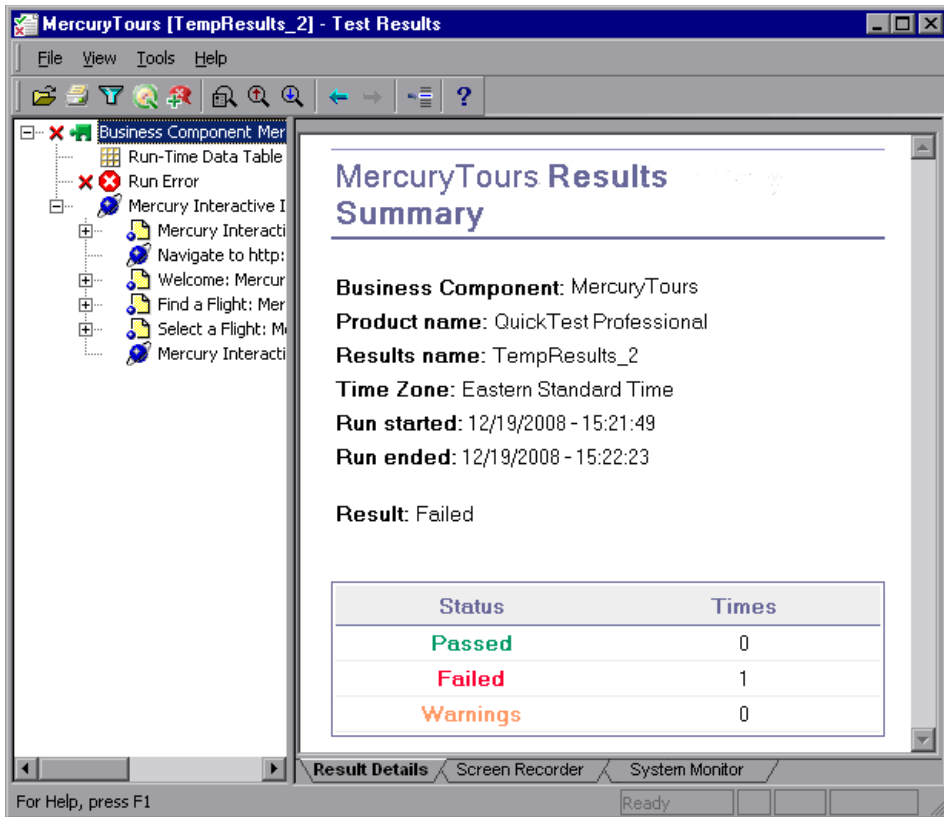 MercuryTours [TempResults_2] - Test Results
File View Tools Help
Business Component Mer
Run-Time Data Table
Run Error
Mercury Interactive I
Mercury Interacti
Navigate to http:
Welcome: Mercur
Find a Flight: Mer
Select a Flight: M
Mercury Interacti
MercuryTours Results
Summary
Business Component: MercuryTours
Product name: QuickTest Professional
Results name: TempResults_2
Time Zone: Eastern Standard Time
Run started: 12/19/2008 - 15:21:49
Run ended: 12/19/2008 - 15:22:23
Result: Failed
Status Times
Passed 0
Failed 1
Warnings 0
Result Details Screen Recorder System Monitor
For Help, press F1 Ready